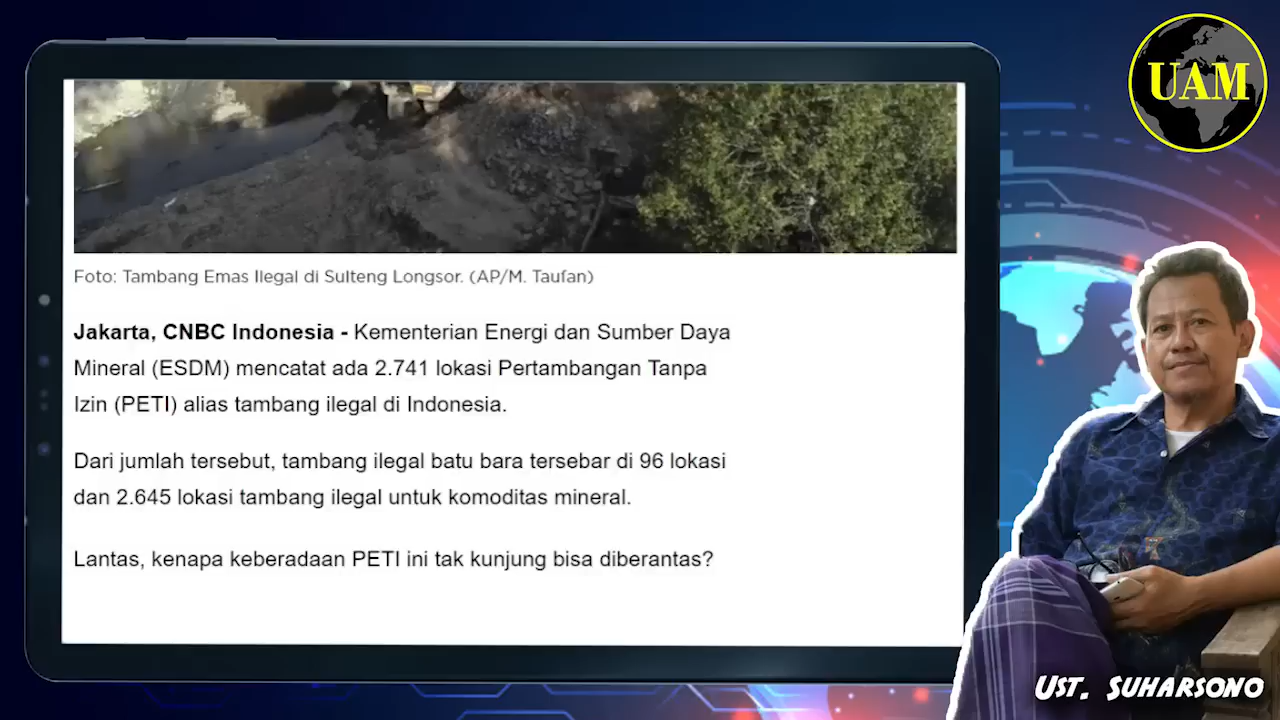 UAM
Foto: Tambang Emas Ilegal di Sulteng Longsor. (AP/M. Taufan)
Jakarta, CNBC Indonesia - Kementerian Energi dan Sumber Daya
Mineral (ESDM) mencatat ada 2.741 lokasi Pertambangan Tanpa
Izin (PETI) alias tambang ilegal di Indonesia.
Dari jumlah tersebut, tambang ilegal batu bara tersebar di 96 lokasi
dan 2.645 lokasi tambang ilegal untuk komoditas mineral.
Lantas, kenapa keberadaan PETI ini tak kunjung bisa diberantas?
Ust. Suharsono